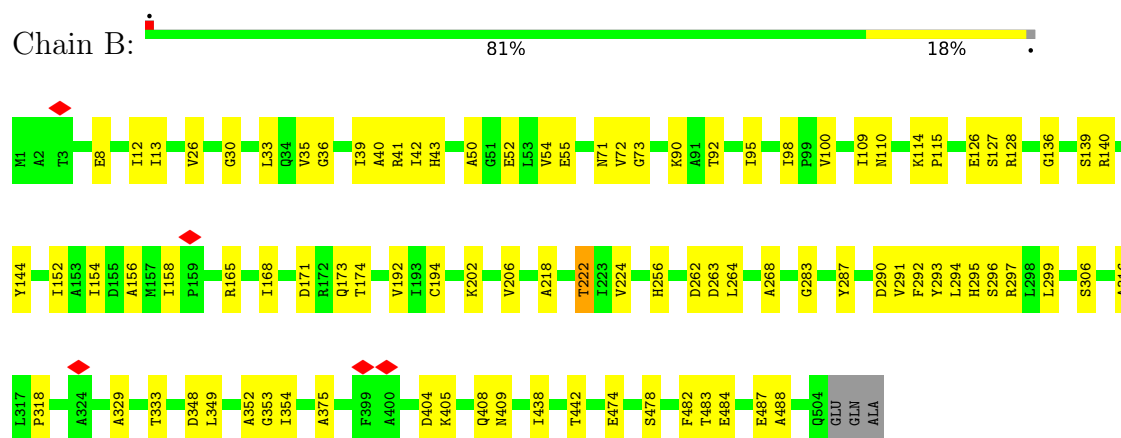 Chain B:
81%
18%
M1 A2 T3 E8 I12 I13 V26 G30 L33 Q34 V35 G36 I39 A40 R41 I42 H43 A50 G51 E52 L53 V54 E55 N71 V72 G73 K90 A91 T92 I95 I98 P99 V100 I109 N110 K114 P115 E126 S127 R128 G136 S139 R140
Y144 I152 A153 I154 D155 A156 M157 I158 P159 R165 I168 D171 R172 Q173 T174 V192 I193 C194 K202 V206 A218 T222 I223 V224 H256 D262 D263 L264 A268 G283 Y287 D290 V291 F292 Y293 L294 H295 S296 R297 L298 L299 S306
L317 P318 A324 A329 T333 D348 L349 A352 G353 I354 A375 F399 A400 D404 K405 Q408 N409 I438 T442 E474 S478 F482 T483 E484 E487 A488 Q504 GLU GLN ALA